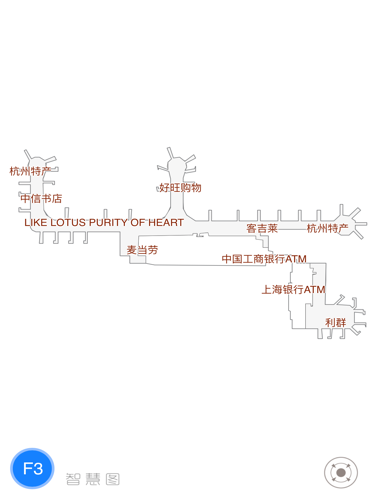 杭州特产
中信书店
好旺购物
LIKE LOTUS PURITY OF HEART
客吉莱
杭州特产
麦当劳
中国工商银行ATM
上海银行ATM
利群
F3
智慧图